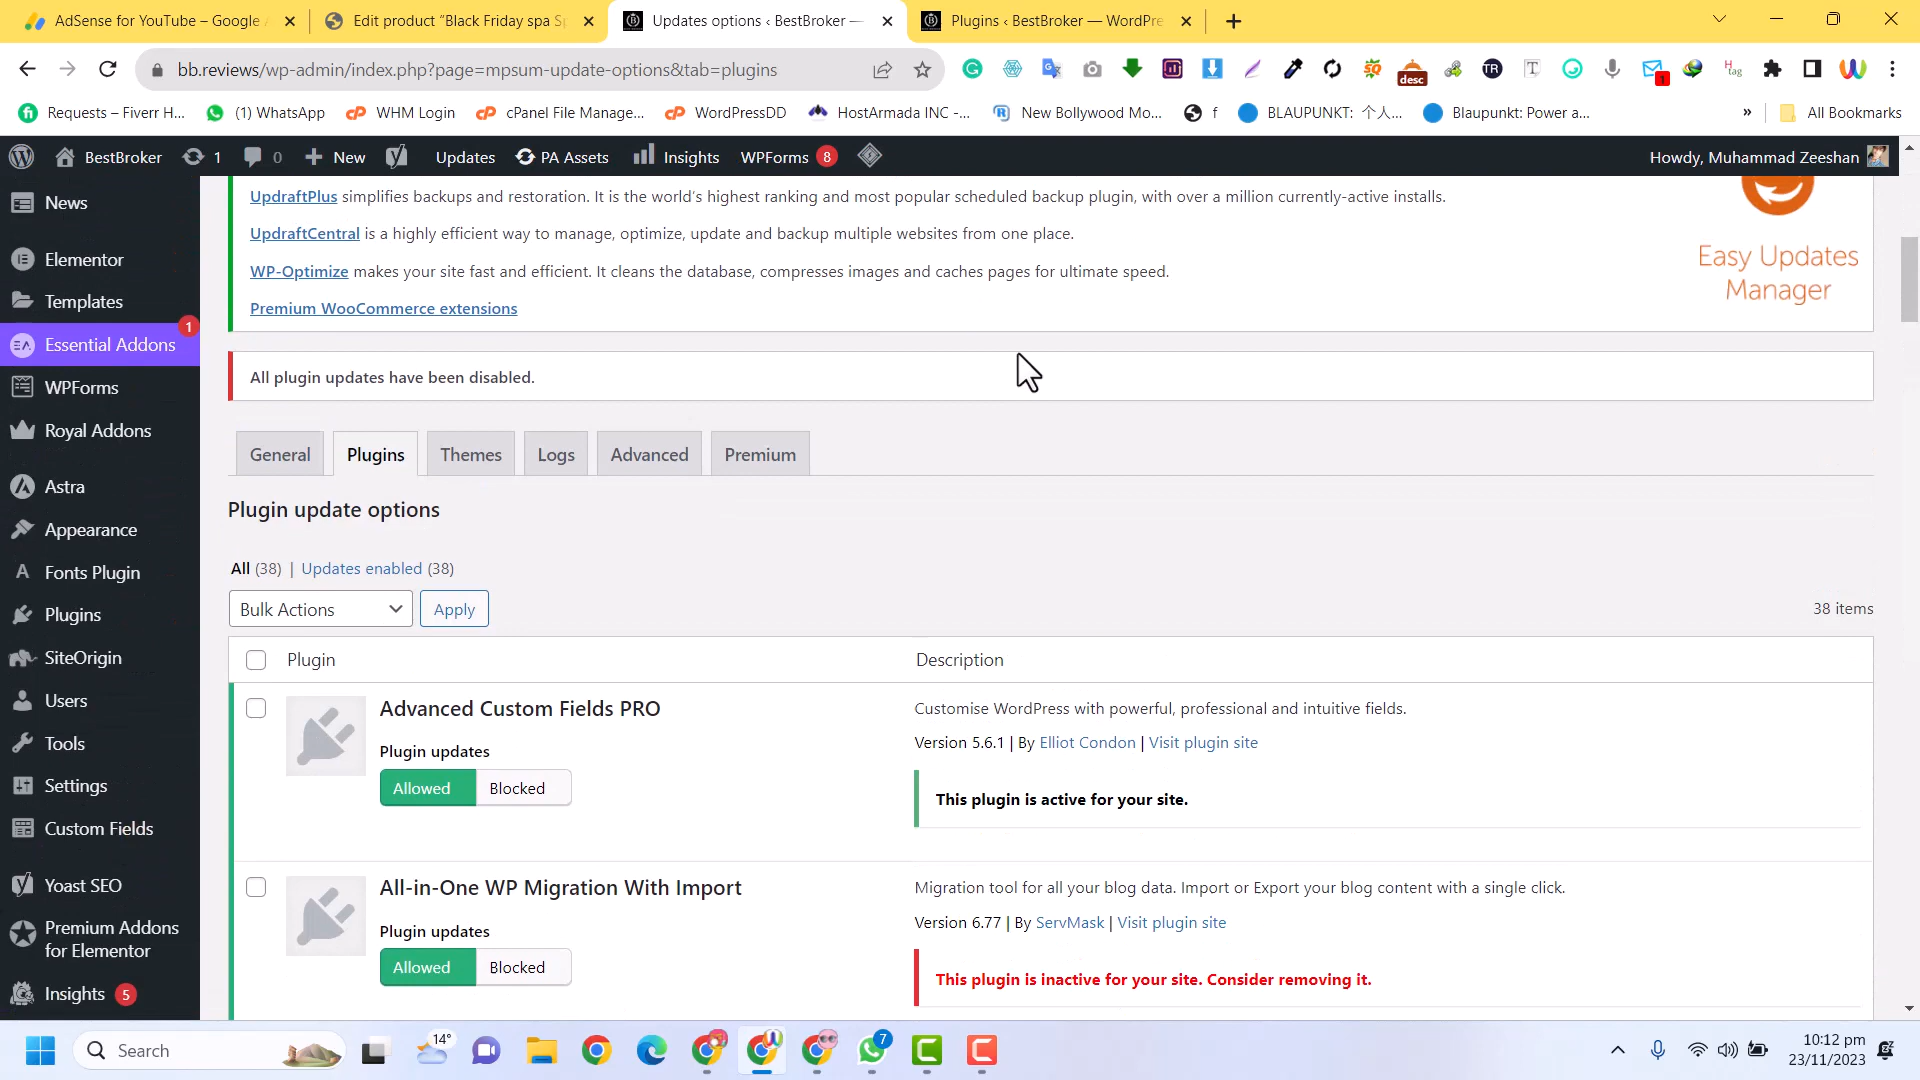 AdSense for YouTube – Google A
Edit product “Black Friday spa S
Updates options ‹ BestBroker —
Plugins ‹ BestBroker — WordPre
bb.reviews/wp-admin/index.php?page=mpsum-update-options&tab=plugins
desc
TR
T
1
H
tag
Requests – Fiverr H...
(1) WhatsApp
WHM Login
cPanel File Manage...
WordPressDD
HostArmada INC -...
New Bollywood Mo...
f
BLAUPUNKT: 个人...
Blaupunkt: Power a...
»
All Bookmarks
BestBroker
1
0
New
Updates
PA Assets
Insights
WPForms 8
Howdy, Muhammad Zeeshan
News
Elementor
Templates
1
Essential Addons
WPForms
Royal Addons
Astra
Appearance
Fonts Plugin
Plugins
SiteOrigin
Users
Tools
Settings
Custom Fields
Yoast SEO
Premium Addons
for Elementor
Insights 5
UpdraftPlus simplifies backups and restoration. It is the world’s highest ranking and most popular scheduled backup plugin, with over a million currently-active installs.
UpdraftCentral is a highly efficient way to manage, optimize, update and backup multiple websites from one place.
WP-Optimize makes your site fast and efficient. It cleans the database, compresses images and caches pages for ultimate speed.
Premium WooCommerce extensions
Easy Updates
Manager
All plugin updates have been disabled.
General
Plugins
Themes
Logs
Advanced
Premium
Plugin update options
All (38) | Updates enabled (38)
Bulk Actions
Apply
38 items
Plugin
Description
Advanced Custom Fields PRO
Plugin updates
Allowed
Blocked
Customise WordPress with powerful, professional and intuitive fields.
Version 5.6.1 | By Elliot Condon | Visit plugin site
This plugin is active for your site.
All-in-One WP Migration With Import
Plugin updates
Allowed
Blocked
Migration tool for all your blog data. Import or Export your blog content with a single click.
Version 6.77 | By ServMask | Visit plugin site
This plugin is inactive for your site. Consider removing it.
Search
14°
7
10:12 pm
23/11/2023